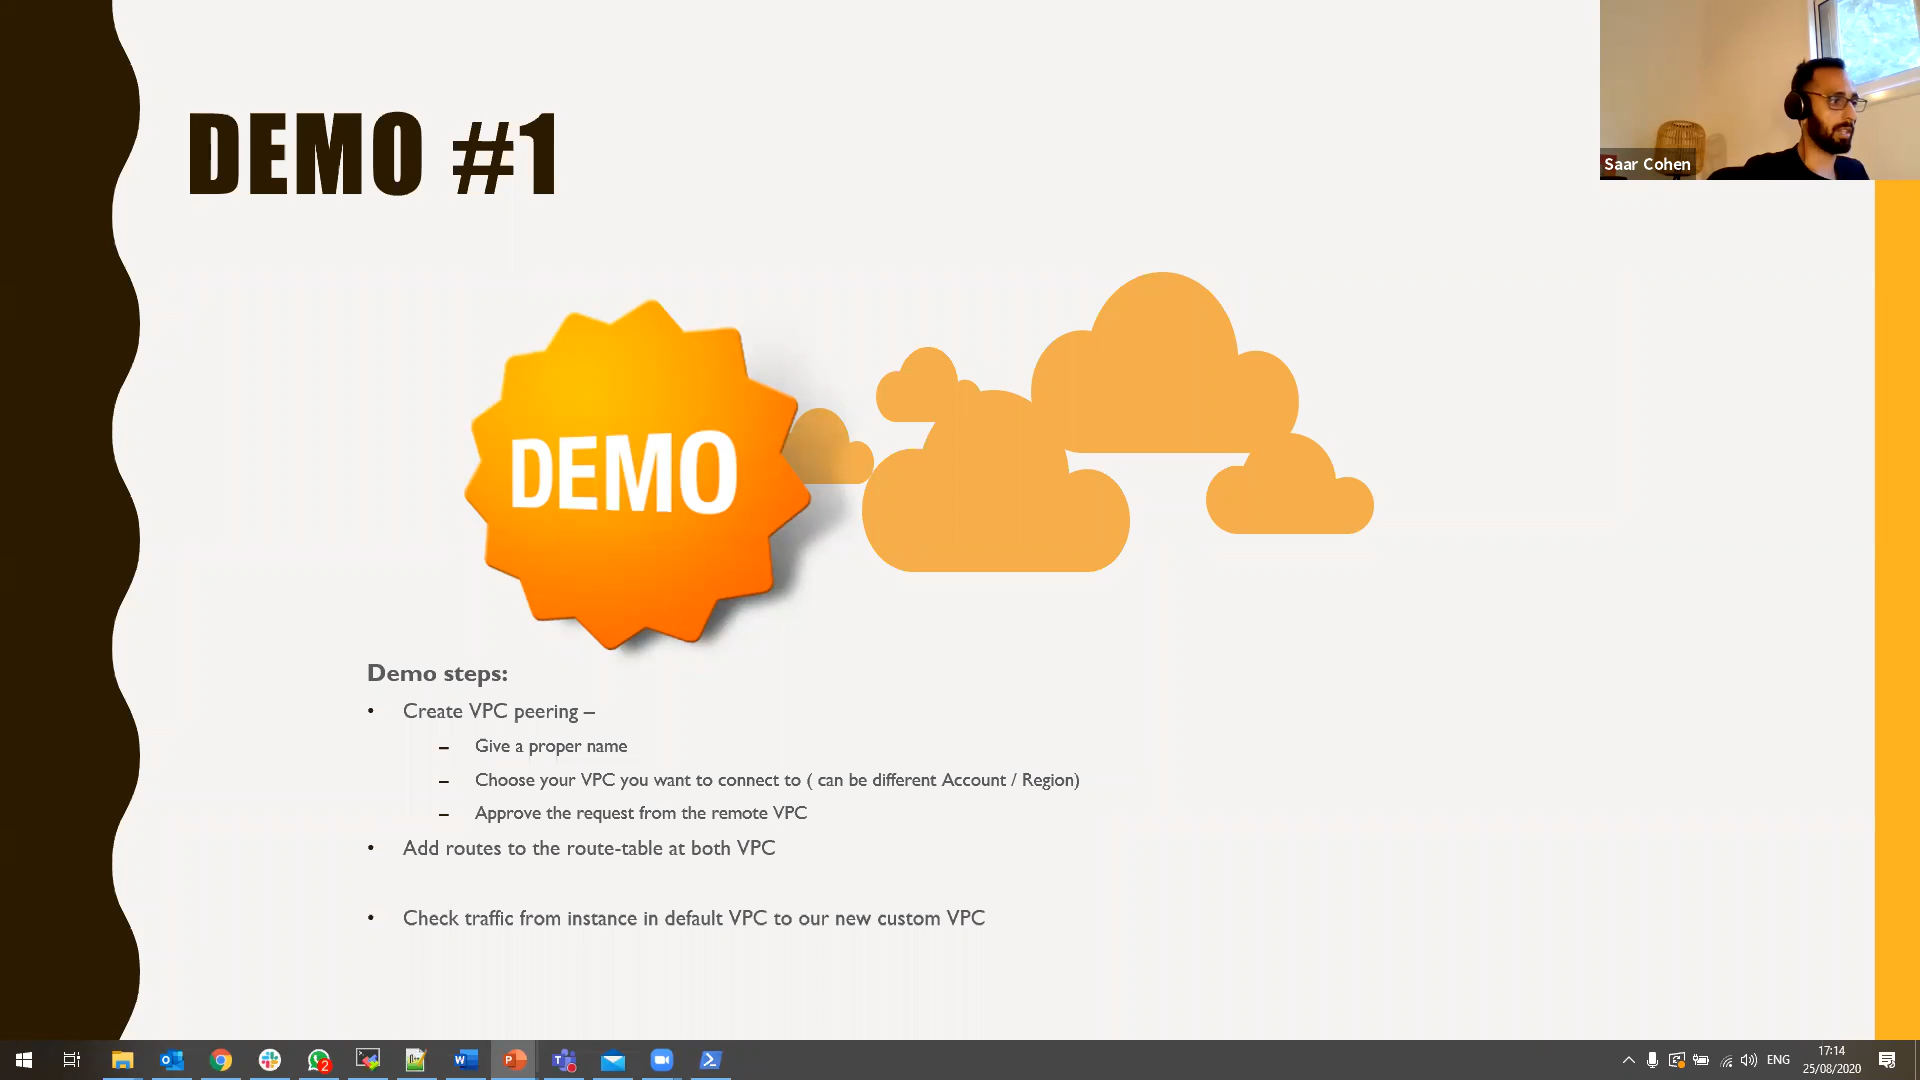 DEMO #1
Saar Cohen
DEMO
Demo steps:
• Create VPC peering –
– Give a proper name
– Choose your VPC you want to connect to ( can be different Account / Region)
– Approve the request from the remote VPC
• Add routes to the route-table at both VPC
• Check traffic from instance in default VPC to our new custom VPC
2
ENG
17:14
25/08/2020